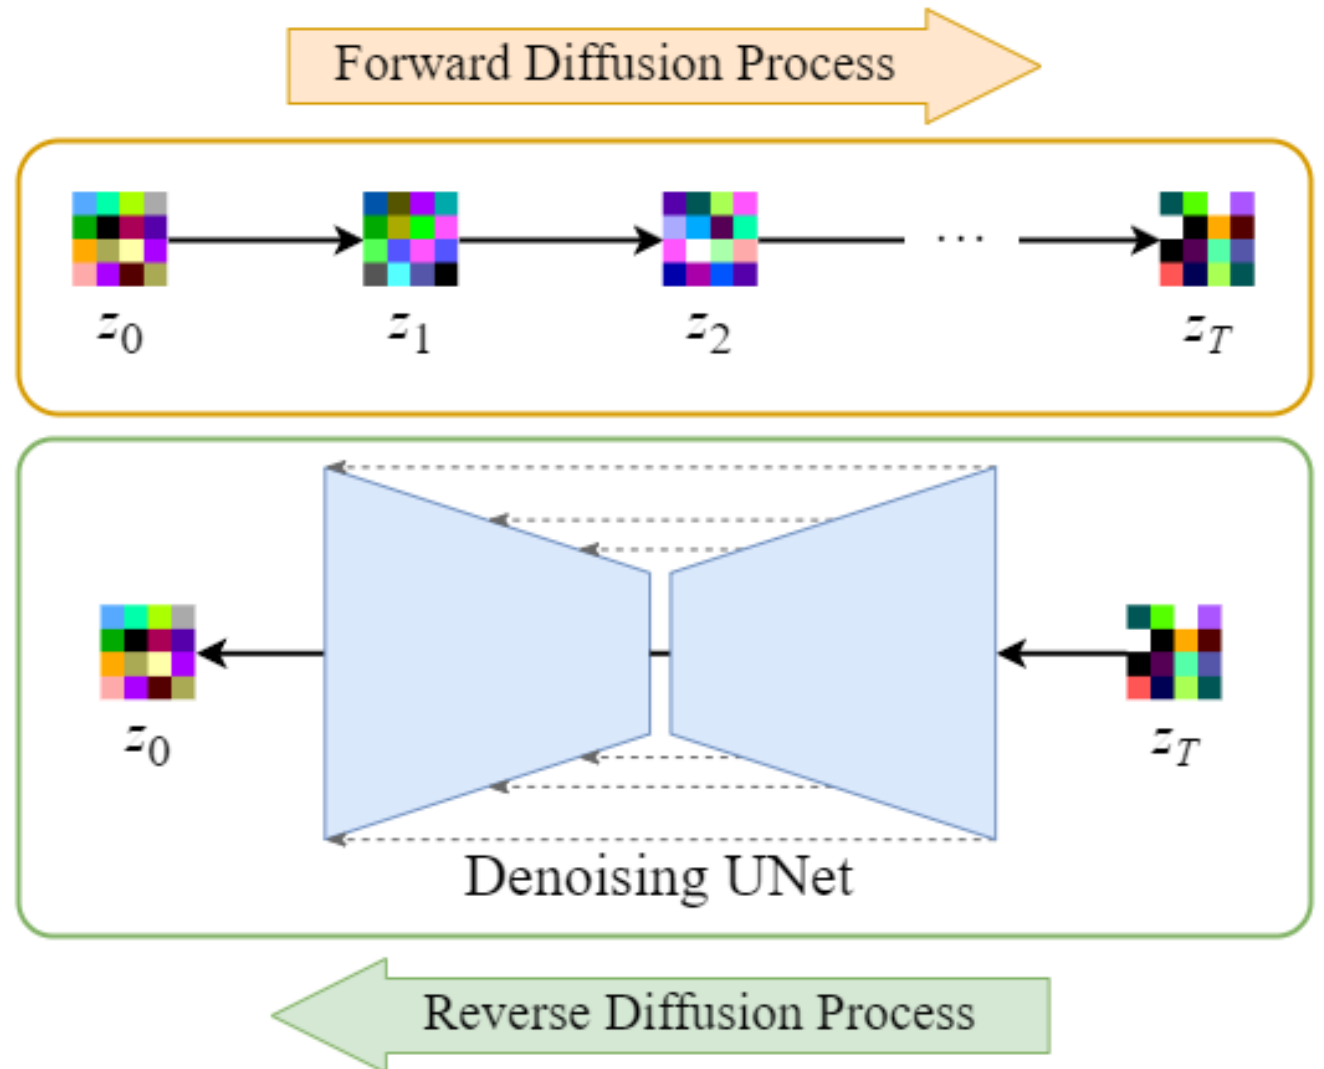 Forward Diffusion Process
z0 z1 z2 ... zT
z0 zT
Denoising UNet
Reverse Diffusion Process